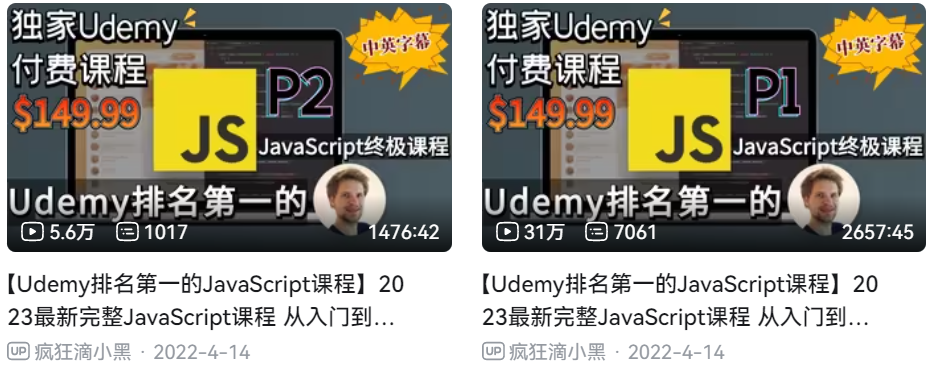 独家Udemy
付费课程
$149.99
中英字幕
JS
P2
JavaScript终极课程
Udemy排名第一的
5.6万 1017 1476:42
【Udemy排名第一的JavaScript课程】20
23最新完整JavaScript课程 从入门到…
UP 疯狂滴小黑 · 2022-4-14
独家Udemy
付费课程
$149.99
中英字幕
JS
P1
JavaScript终极课程
Udemy排名第一的
31万 7061 2657:45
【Udemy排名第一的JavaScript课程】20
23最新完整JavaScript课程 从入门到…
UP 疯狂滴小黑 · 2022-4-14